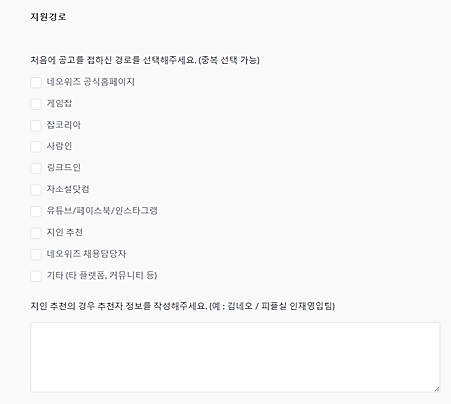 지원경로
처음에 공고를 접하신 경로를 선택해주세요. (중복 선택 가능)
네오위즈 공식홈페이지
게임잡
잡코리아
사람인
링크드인
자소설닷컴
유튜브/페이스북/인스타그램
지인 추천
네오위즈 채용담당자
기타 (타 플랫폼, 커뮤니티 등)
지인 추천의 경우 추천자 정보를 작성해주세요. (예 : 김네오 / 피플실 인재영입팀)